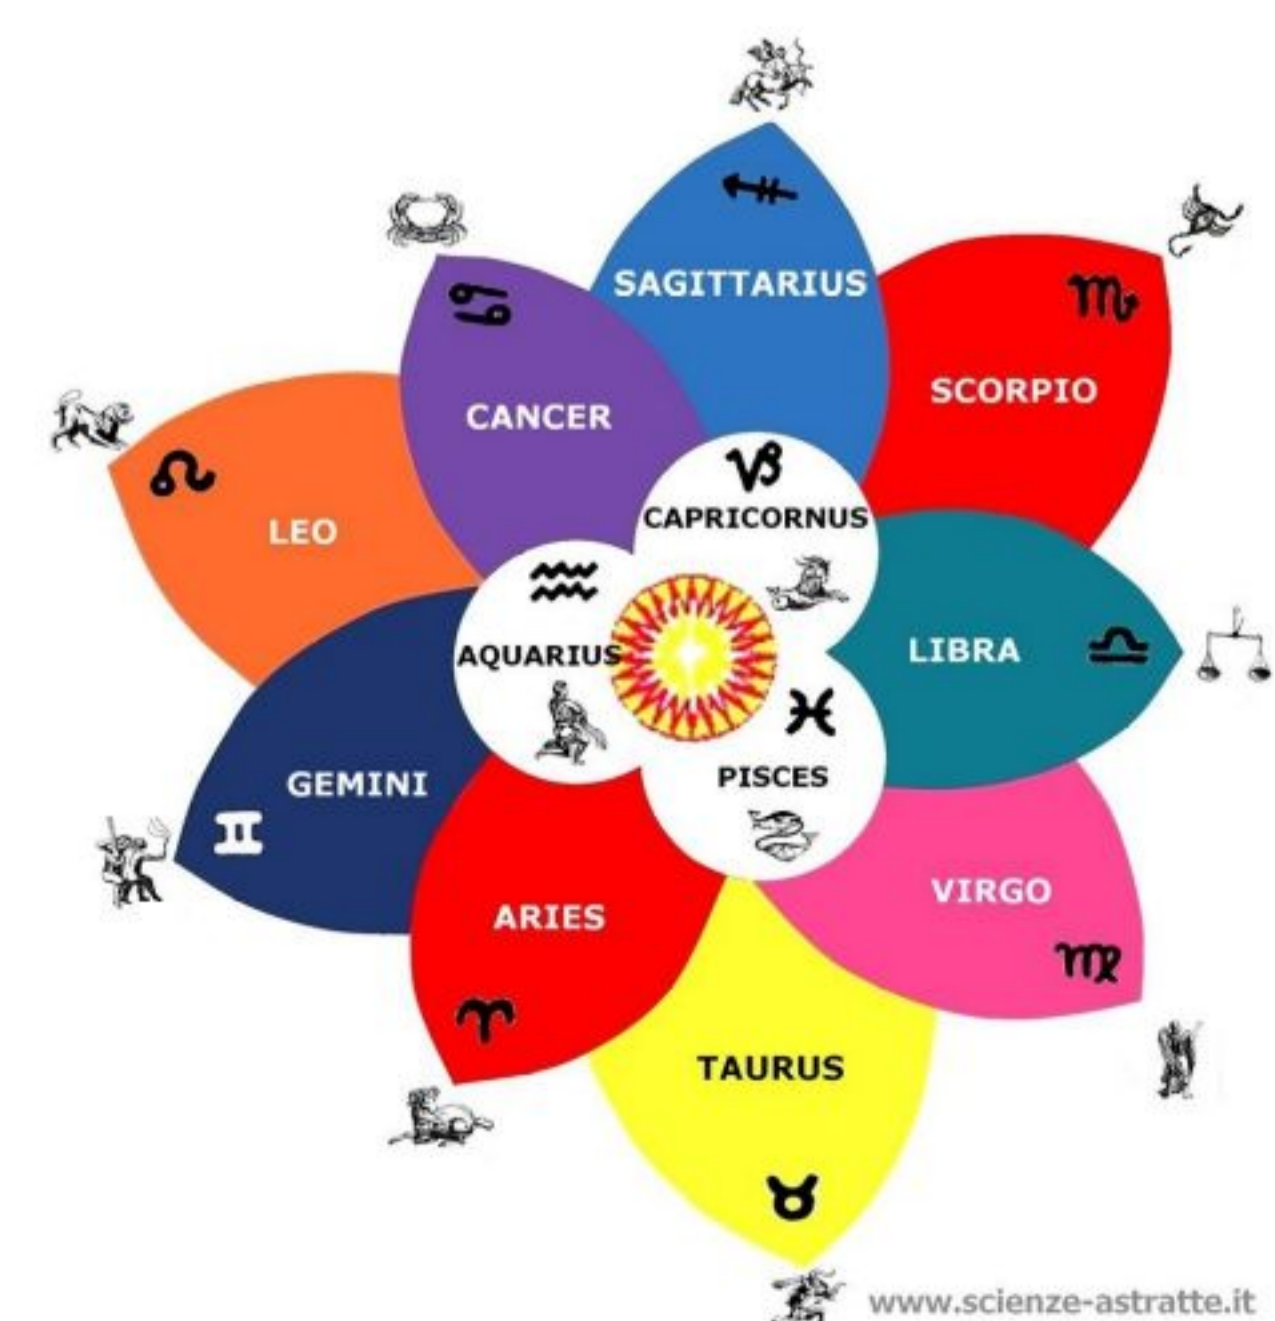 SAGITTARIUS
SCORPIO
CANCER
CAPRICORNUS
LEO
AQUARIUS
LIBRA
GEMINI
PISCES
VIRGO
ARIES
TAURUS
www.scienze-astratte.it